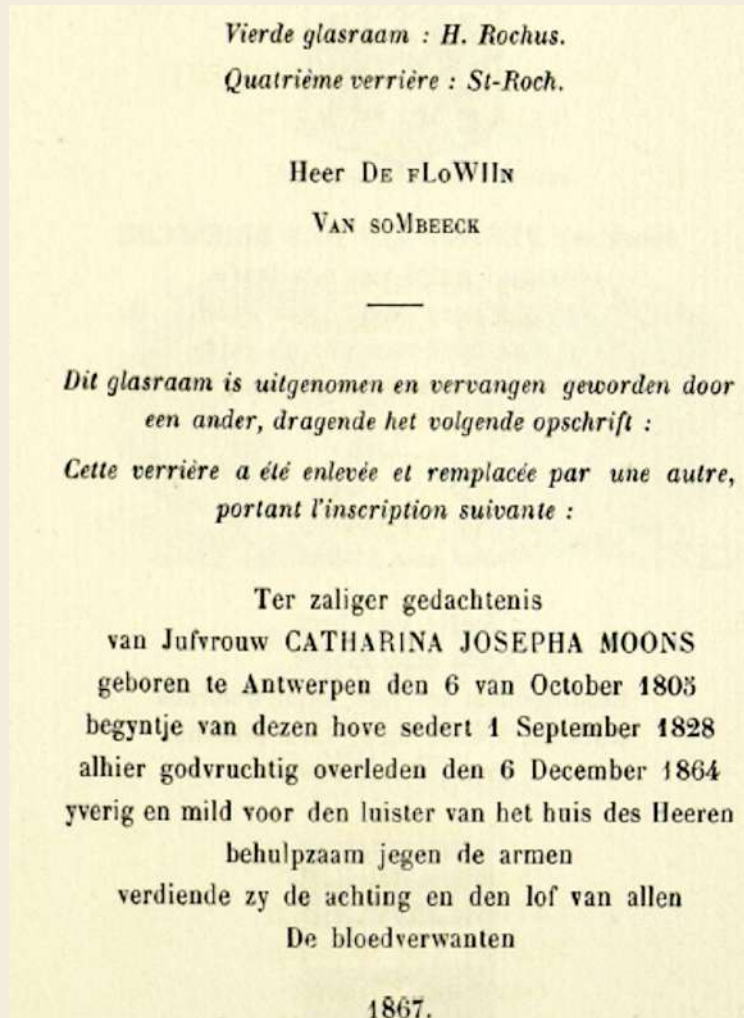 Vierde glasraam : H. Rochus.
Quatrième verrière : St-Roch.
Heer De fLoWIIn
Van soMbeeck
Dit glasraam is uitgenomen en vervangen geworden door
een ander, dragende het volgende opschrift :
Cette verrière a été enlevée et remplacée par une autre,
portant l'inscription suivante :
Ter zaliger gedachtenis
van Jufvrouw CATHARINA JOSEPHA MOONS
geboren te Antwerpen den 6 van October 1805
begyntje van dezen hove sedert 1 September 1828
alhier godvruchtig overleden den 6 December 1864
yverig en mild voor den luister van het huis des Heeren
behulpzaam jegen de armen
verdiende zy de achting en den lof van allen
De bloedverwanten
1867.